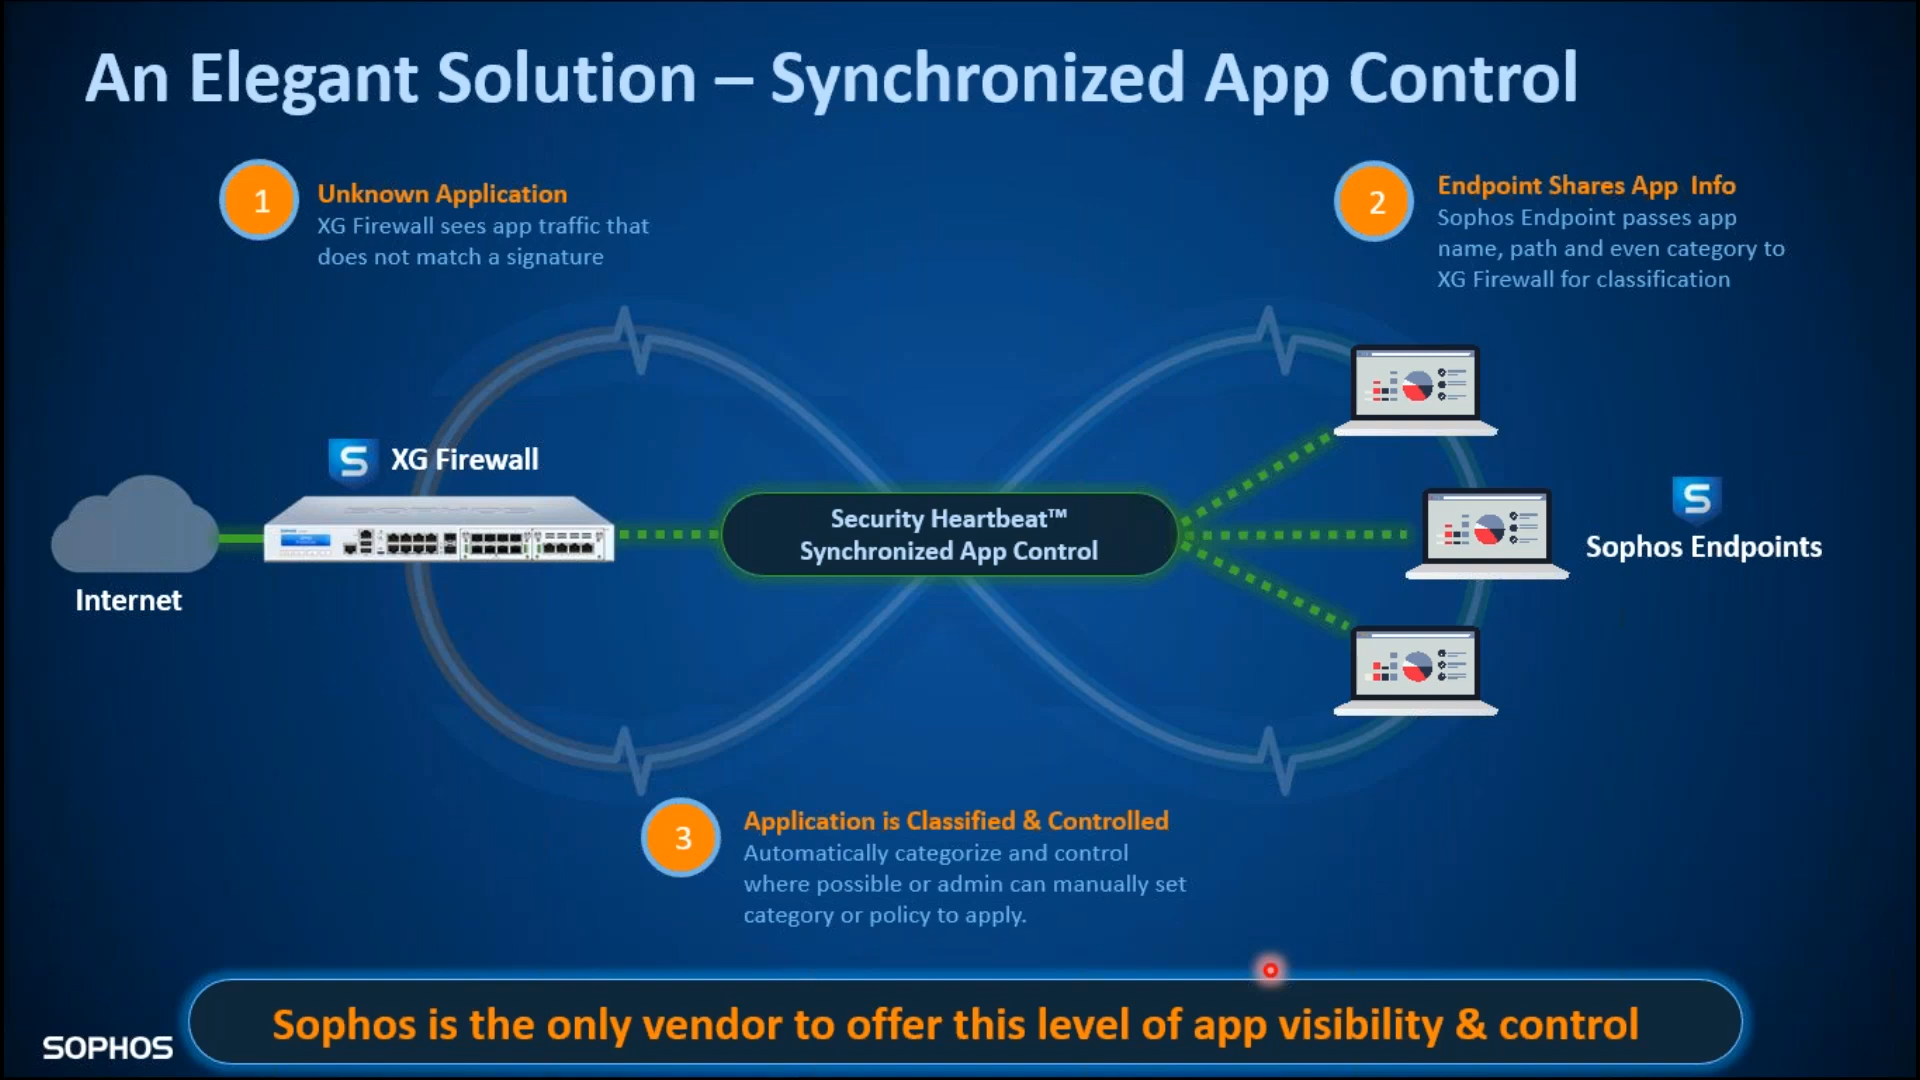 An Elegant Solution – Synchronized App Control
1
Unknown Application
XG Firewall sees app traffic that
does not match a signature
2
Endpoint Shares App Info
Sophos Endpoint passes app
name, path and even category to
XG Firewall for classification
S
XG Firewall
Internet
Security Heartbeat™
Synchronized App Control
S
Sophos Endpoints
3
Application is Classified & Controlled
Automatically categorize and control
where possible or admin can manually set
category or policy to apply.
Sophos is the only vendor to offer this level of app visibility & control
SOPHOS